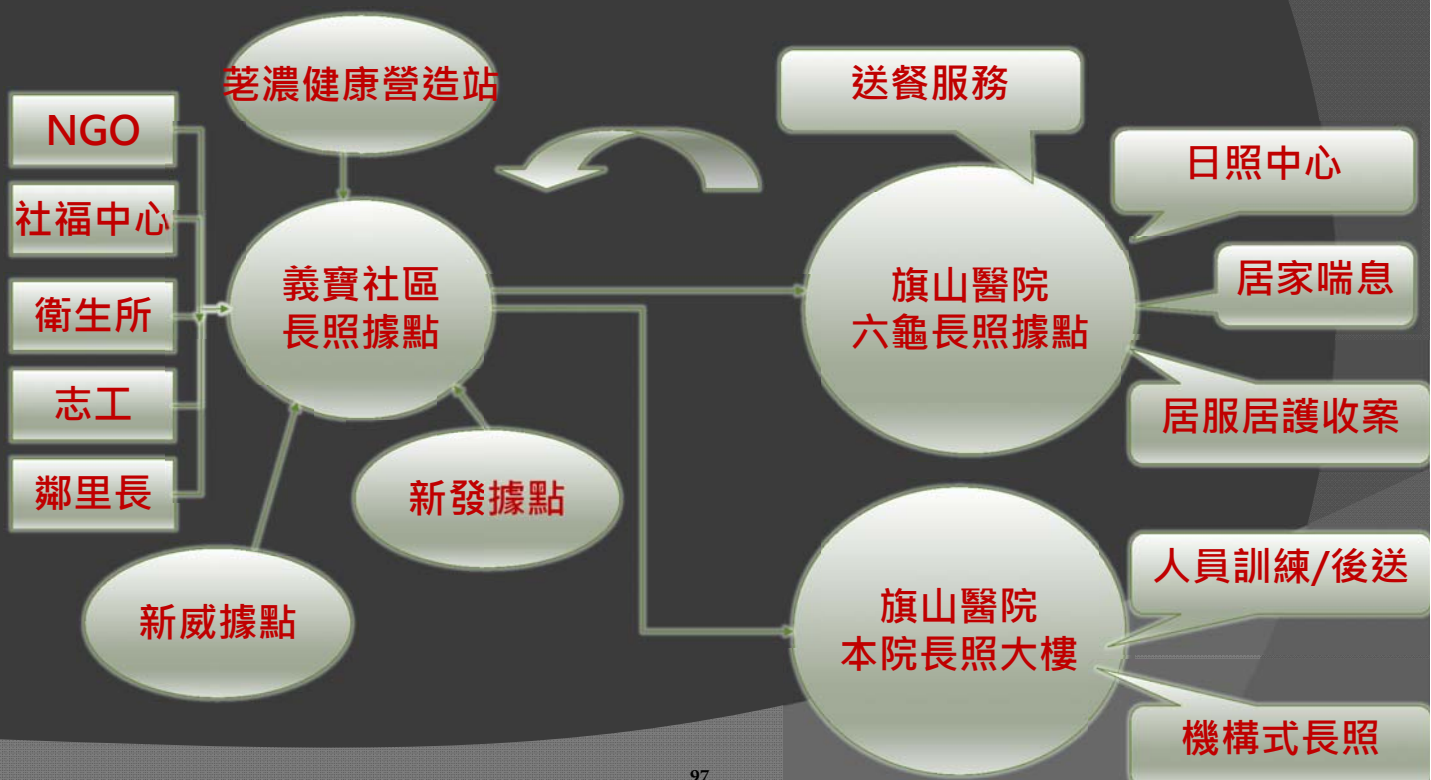 荖濃健康營造站
NGO
社福中心
衛生所
志工
鄰里長
義寶社區
長照據點
新發據點
新威據點
送餐服務
日照中心
居家喘息
居服居護收案
旗山醫院
六龜長照據點
旗山醫院
本院長照大樓
人員訓練/後送
機構式長照
97